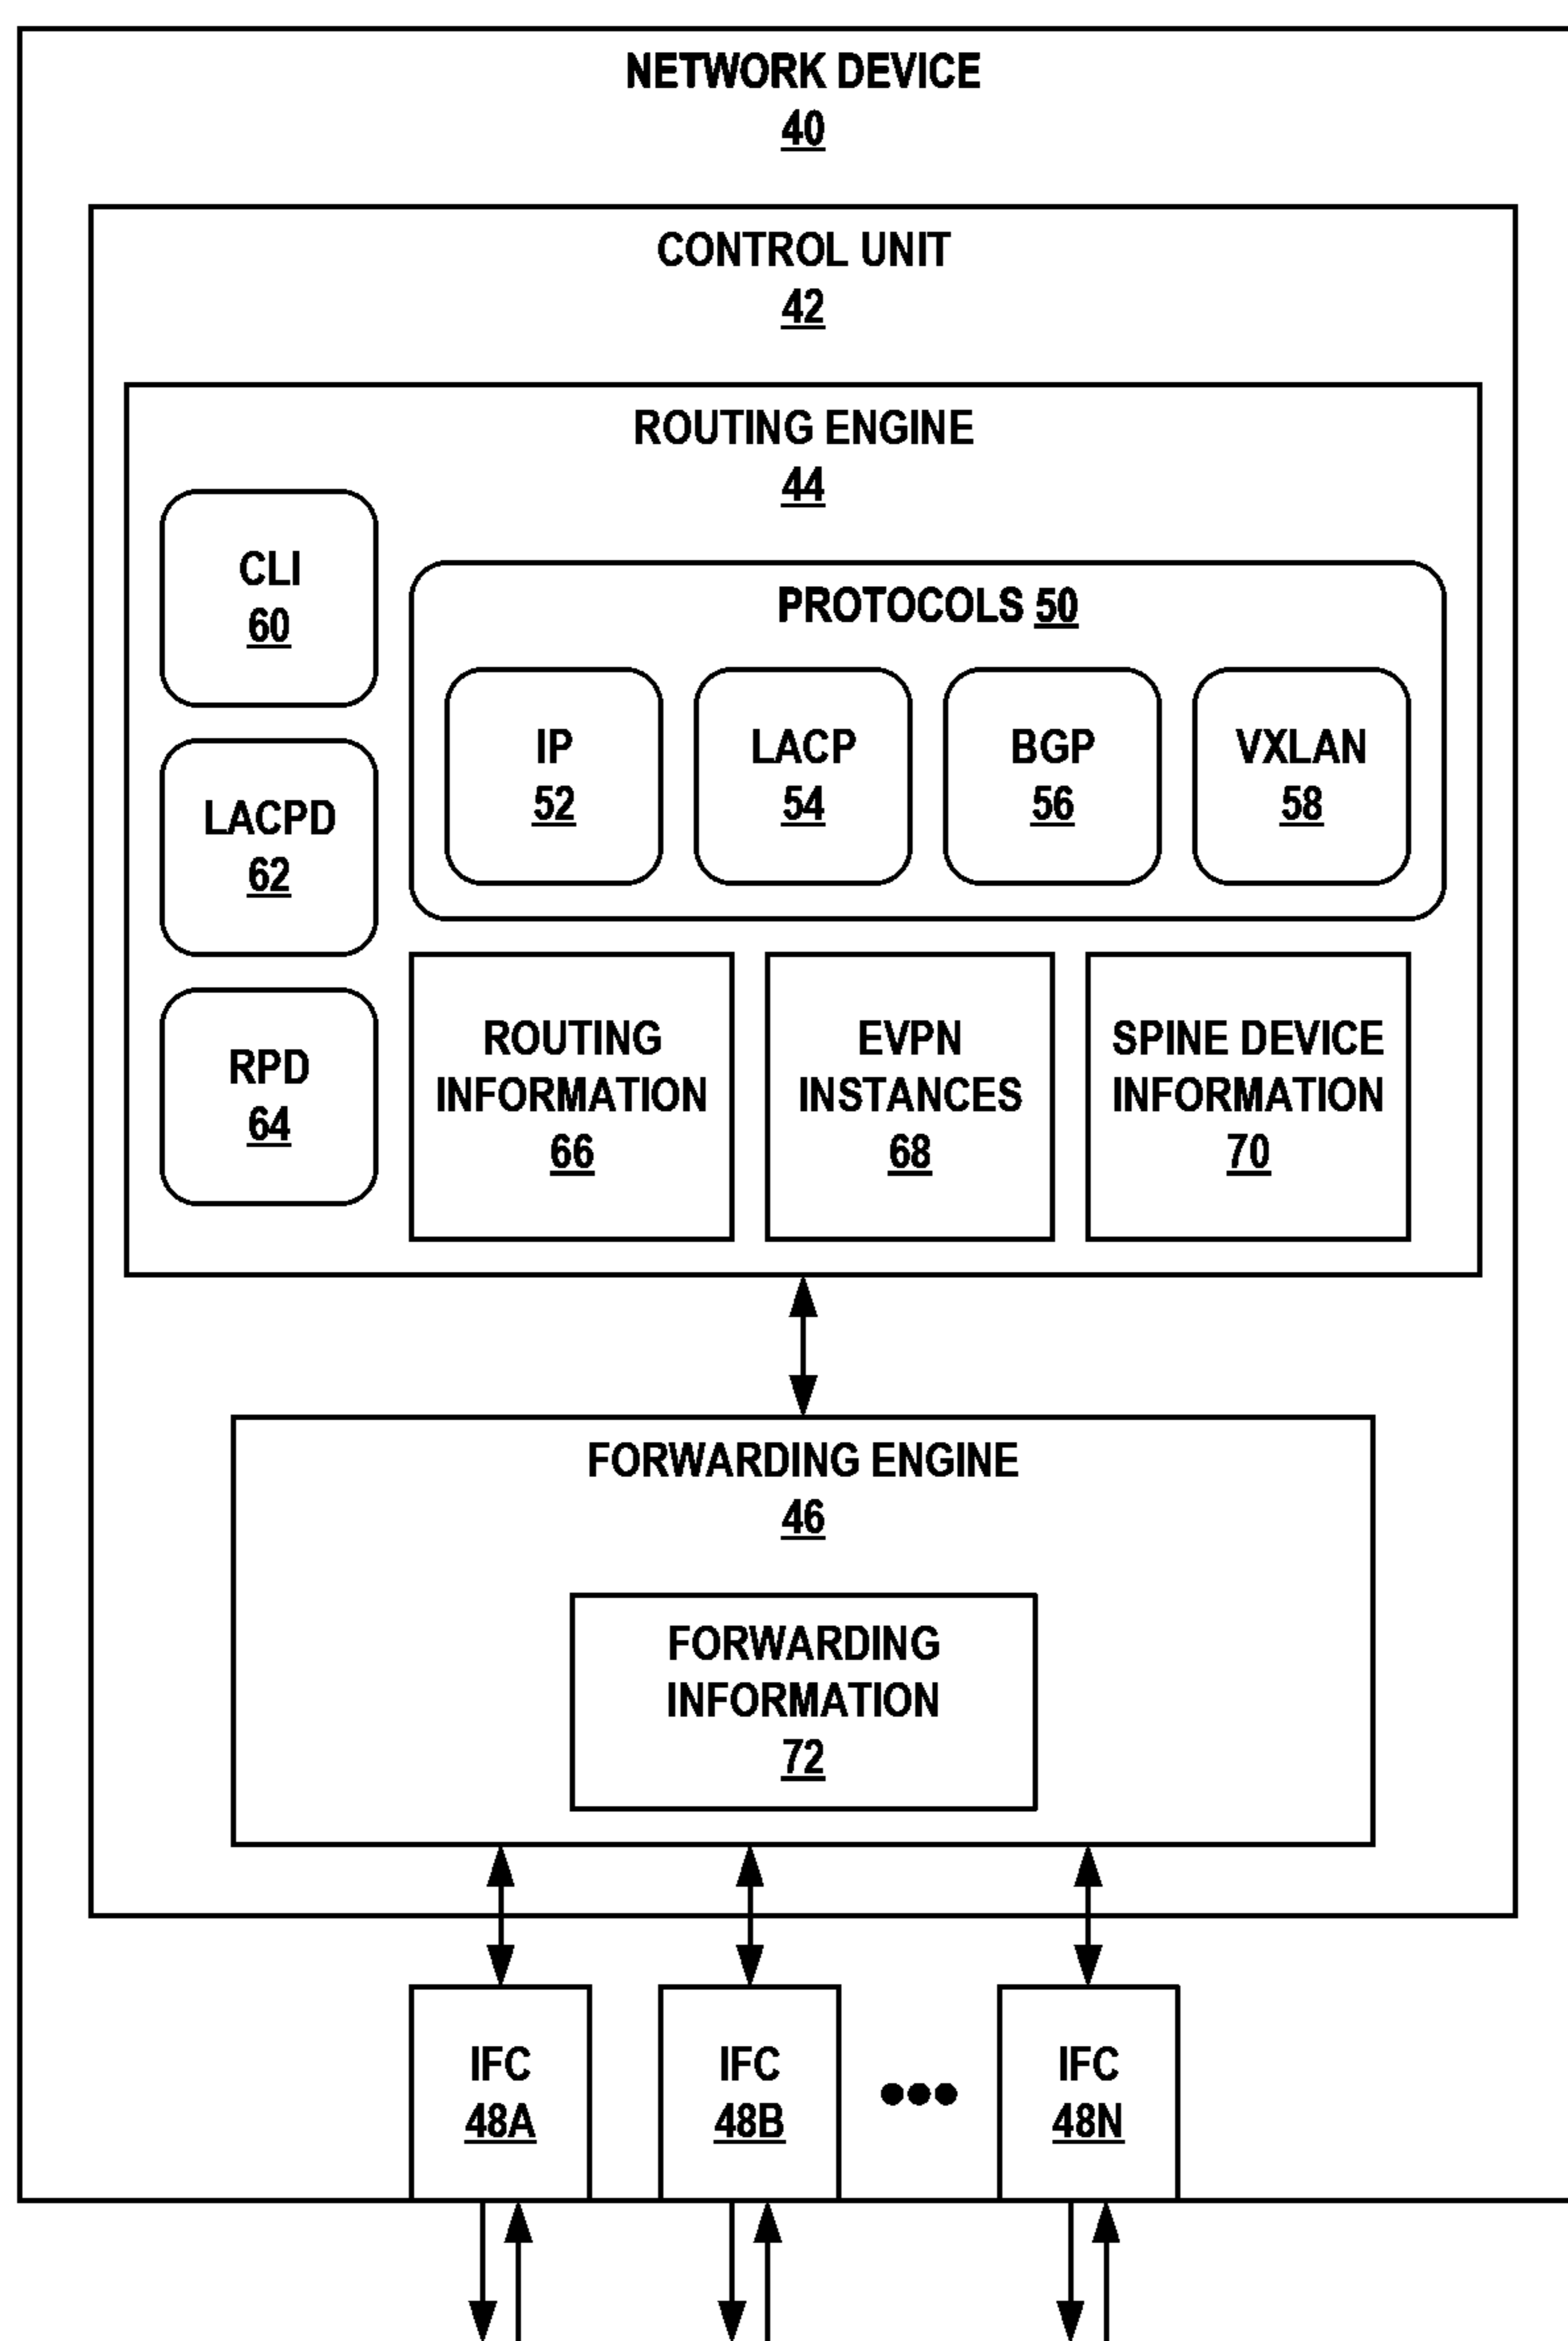 NETWORK DEVICE
40
CONTROL UNIT
42
ROUTING ENGINE
44
CLI
60
LACPD
62
RPD
64
PROTOCOLS 50
IP
52
LACP
54
BGP
56
VXLAN
58
ROUTING
INFORMATION
66
EVPN
INSTANCES
68
SPINE DEVICE
INFORMATION
70
FORWARDING ENGINE
46
FORWARDING
INFORMATION
72
IFC
48A
IFC
48B
IFC
48N